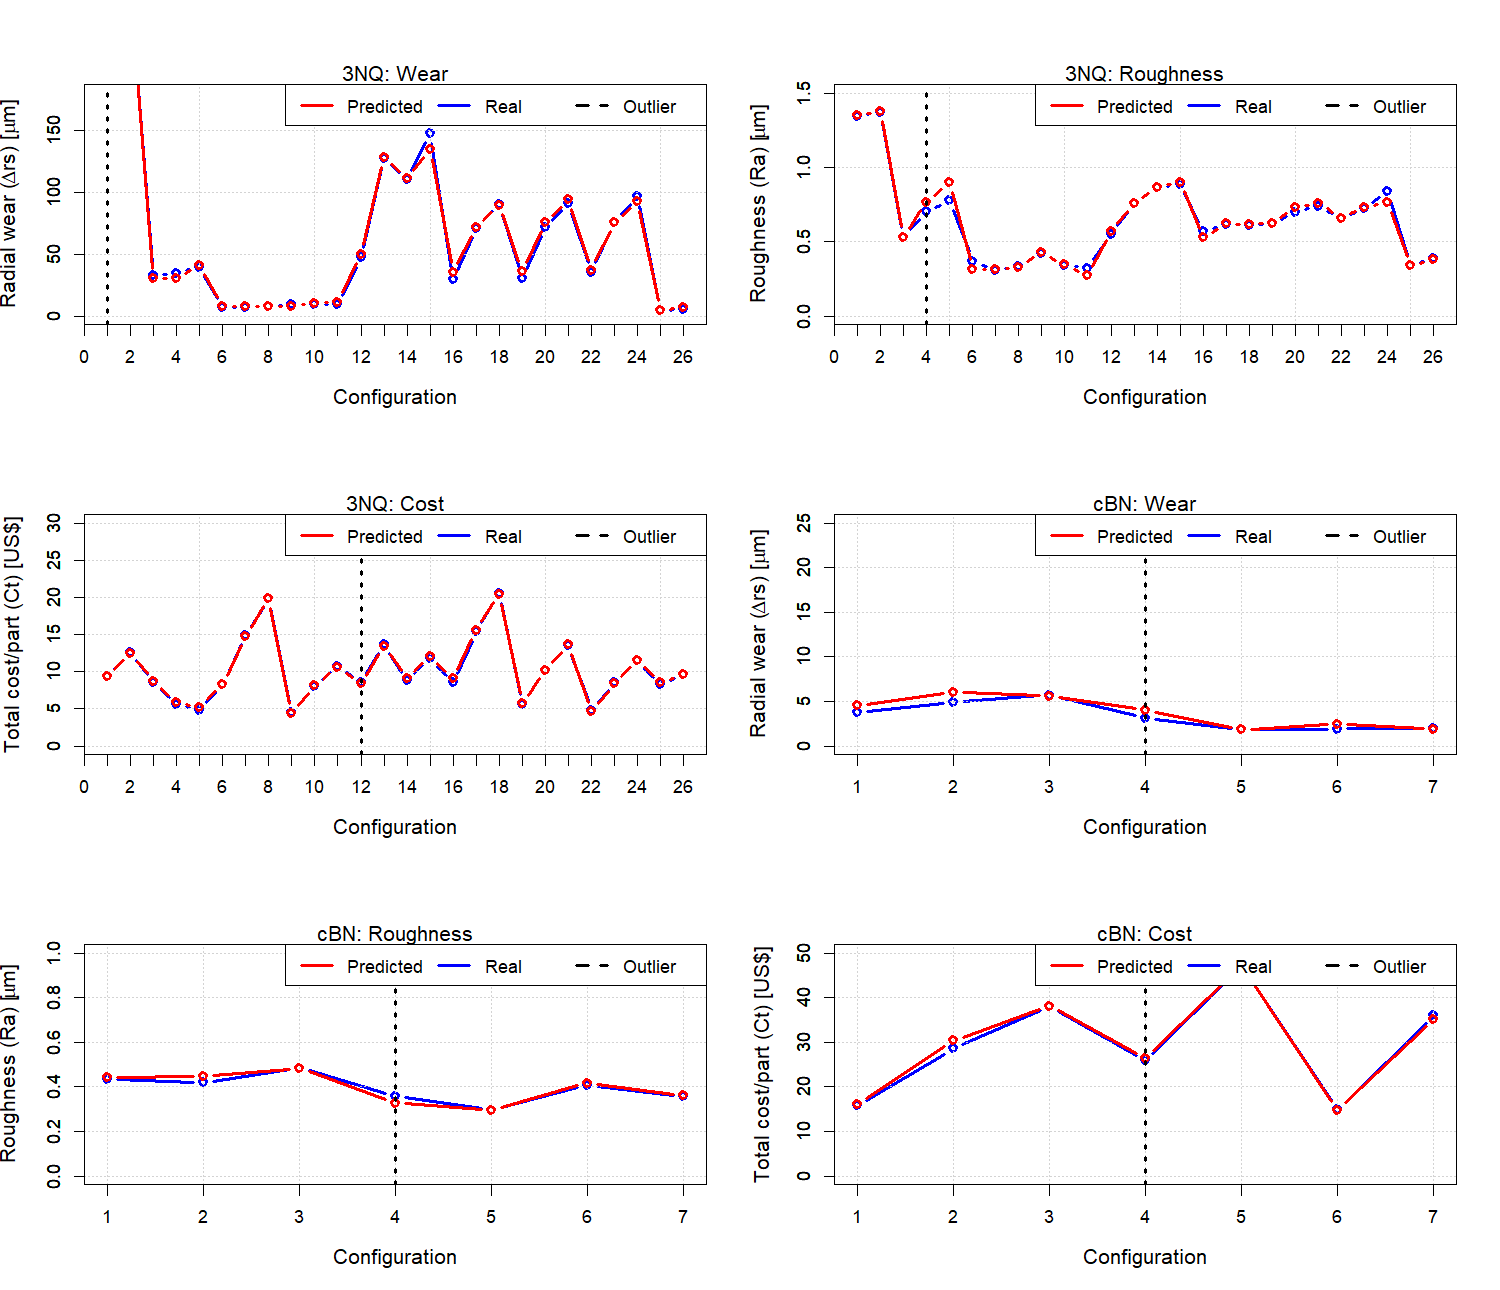 3NQ: Wear
Predicted Real Outlier
Radial wear (Δrs) [μm]
0 50 100 150
0 2 4 6 8 10 12 14 16 18 20 22 24 26
Configuration
3NQ: Roughness
Predicted Real Outlier
Roughness (Ra) [μm]
0.0 0.5 1.0 1.5
0 2 4 6 8 10 12 14 16 18 20 22 24 26
Configuration
3NQ: Cost
Predicted Real Outlier
Total cost/part (Ct) [US$]
0 5 10 15 20 25 30
0 2 4 6 8 10 12 14 16 18 20 22 24 26
Configuration
cBN: Wear
Predicted Real Outlier
Radial wear (Δrs) [μm]
0 5 10 15 20 25
1 2 3 4 5 6 7
Configuration
cBN: Roughness
Predicted Real Outlier
Roughness (Ra) [μm]
0.0 0.2 0.4 0.6 0.8 1.0
1 2 3 4 5 6 7
Configuration
cBN: Cost
Predicted Real Outlier
Total cost/part (Ct) [US$]
0 10 20 30 40 50
1 2 3 4 5 6 7
Configuration